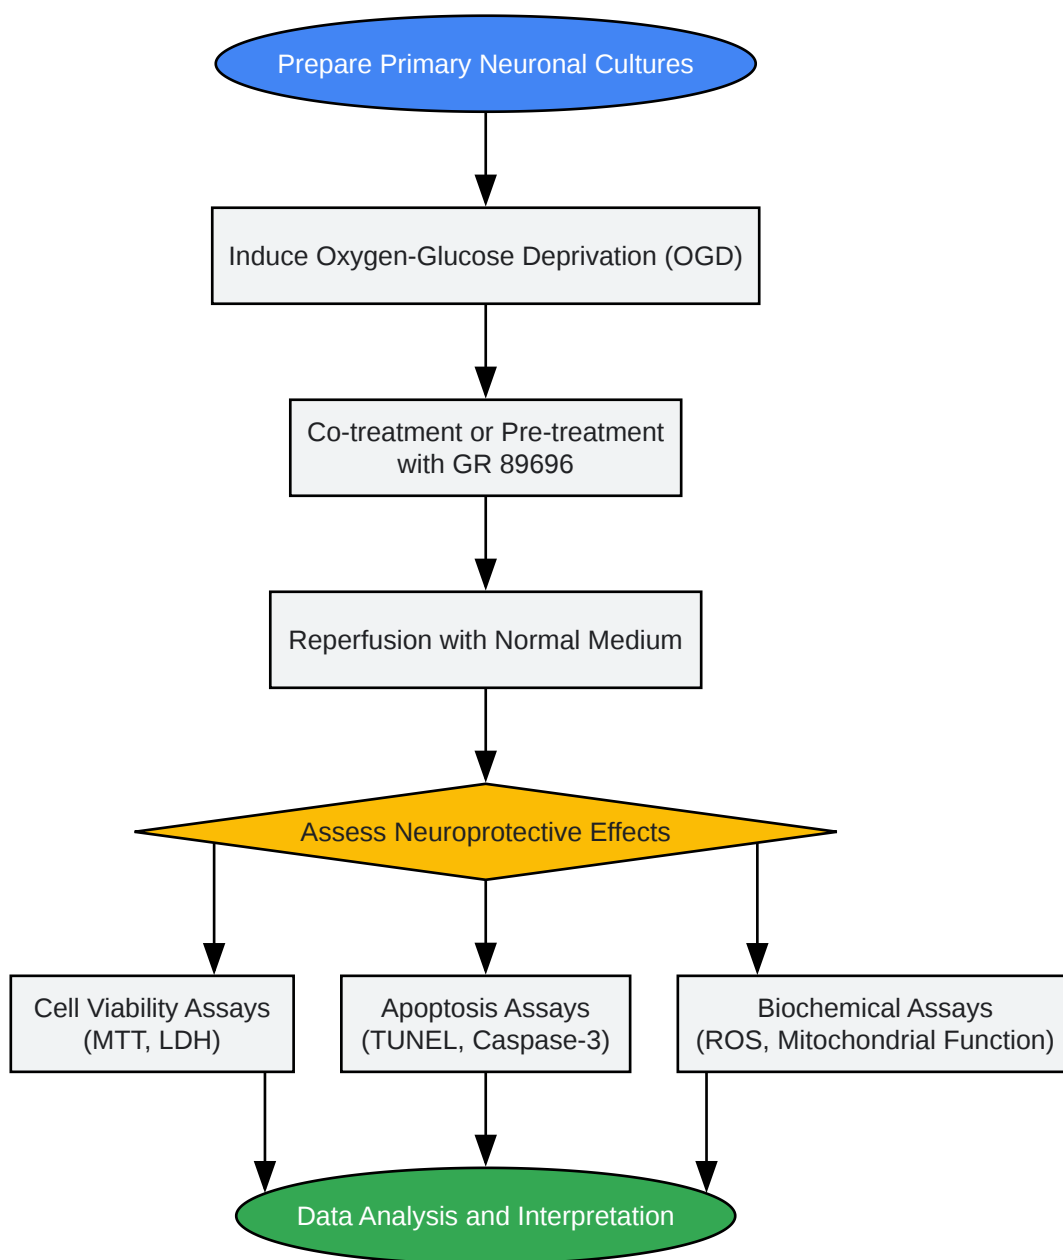 Prepare Primary Neuronal Cultures
Induce Oxygen-Glucose Deprivation (OGD)
Co-treatment or Pre-treatment
with GR 89696
Reperfusion with Normal Medium
Assess Neuroprotective Effects
Cell Viability Assays
(MTT, LDH)
Apoptosis Assays
(TUNEL, Caspase-3)
Biochemical Assays
(ROS, Mitochondrial Function)
Data Analysis and Interpretation